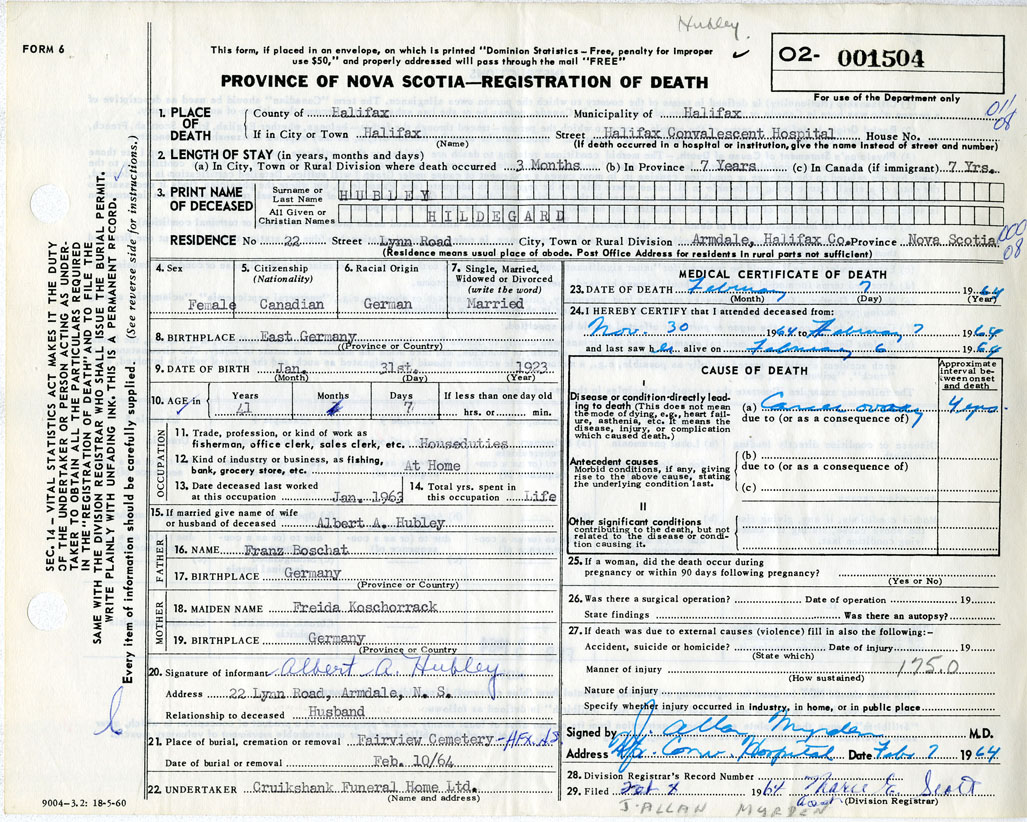 Hubley
FORM 6
This form, if placed in an envelope, on which is printed "Dominion Statistics—Free, penalty for improper
use $50," and properly addressed will pass through the mail "FREE"
PROVINCE OF NOVA SCOTIA—REGISTRATION OF DEATH
O2- 001504
For use of the Department only
1. PLACE OF DEATH
County of Halifax Municipality of Halifax
If in City or Town Halifax Street Halifax Convalescent Hospital House No.
(Name) (If death occurred in a hospital or institution, give the name instead of street and number)
011
08
2. LENGTH OF STAY (in years, months and days)
(a) In City, Town or Rural Division where death occurred 3 Months (b) In Province 7 Years (c) In Canada (if immigrant) 7 Yrs.
3. PRINT NAME OF DECEASED
Surname or Last Name HUBLEY
All Given or Christian Names HILDEGARD
RESIDENCE No 22 Street Lynn Road City, Town or Rural Division Armdale, Halifax Co. Province Nova Scotia
(Residence means usual place of abode. Post Office Address for residents in rural parts not sufficient)
000
08
4. Sex Female
5. Citizenship (Nationality) Canadian
6. Racial Origin German
7. Single, Married, Widowed or Divorced (write the word) Married
8. BIRTHPLACE East Germany
(Province or Country)
9. DATE OF BIRTH Jan. 31st. 1923
(Month) (Day) (Year)
10. AGE in Years Months Days If less than one day old
41 7 hrs. or min.
OCCUPATION
11. Trade, profession, or kind of work as
fisherman, office clerk, sales clerk, etc. Houseduties
12. Kind of industry or business, as fishing,
bank, grocery store, etc. At Home
13. Date deceased last worked
at this occupation Jan. 1963
14. Total yrs. spent in
this occupation Life
15. If married give name of wife
or husband of deceased Albert A. Hubley
FATHER
16. NAME Franz Boschat
17. BIRTHPLACE Germany
(Province or Country)
MOTHER
18. MAIDEN NAME Freida Koschorrack
19. BIRTHPLACE Germany
(Province or Country)
20. Signature of informant Albert A. Hubley
Address 22 Lynn Road, Armdale, N. S.
Relationship to deceased Husband
21. Place of burial, cremation or removal Fairview Cemetery - Hfx. NS
Date of burial or removal Feb. 10/64
22. UNDERTAKER Cruikshank Funeral Home Ltd.
(Name and address)
9004-3.2: 18-5-60
MEDICAL CERTIFICATE OF DEATH
23. DATE OF DEATH February 7 1964
(Month) (Day) (Year)
24. I HEREBY CERTIFY that I attended deceased from:
Nov. 30 1964 to February 7 1964
and last saw her alive on February 6 1964
CAUSE OF DEATH
Approximate interval between onset and death
I
Disease or condition directly leading to death (This does not mean the mode of dying, e.g., heart failure, asthenia, etc. It means the disease, injury, or complication which caused death.)
(a) ovary 4 yrs.
due to (or as a consequence of)
Antecedent causes
Morbid conditions, if any, giving rise to the above cause, stating the underlying condition last.
(b)
due to (or as a consequence of)
(c)
II
Other significant conditions
contributing to the death, but not related to the disease or condition causing it.
25. If a woman, did the death occur during
pregnancy or within 90 days following pregnancy?
(Yes or No)
26. Was there a surgical operation? Date of operation 19
State findings Was there an autopsy?
27. If death was due to external causes (violence) fill in also the following:—
Accident, suicide or homicide? Date of injury 19
(State which)
Manner of injury 175.0
(How sustained)
Nature of injury
Specify whether injury occurred in industry, in home, or in public place
Signed by J. Allan Myrden M.D.
Address Hfx. Conv. Hospital Date Feb. 7 1964
28. Division Registrar's Record Number
29. Filed 1964 Marie E. Scott
(Division Registrar)
J. ALLAN MYRDEN
SEC. 14 — VITAL STATISTICS ACT MAKES IT THE DUTY
OF THE UNDERTAKER OR PERSON ACTING AS UNDER-
TAKER TO OBTAIN ALL THE PARTICULARS REQUIRED
IN THE "REGISTRATION OF DEATH" AND TO FILE THE
SAME WITH THE DIVISION REGISTRAR WHO SHALL ISSUE THE BURIAL PERMIT.
WRITE PLAINLY WITH UNFADING INK. THIS IS A PERMANENT RECORD.
Every item of information should be carefully supplied. (See reverse side for instructions.)